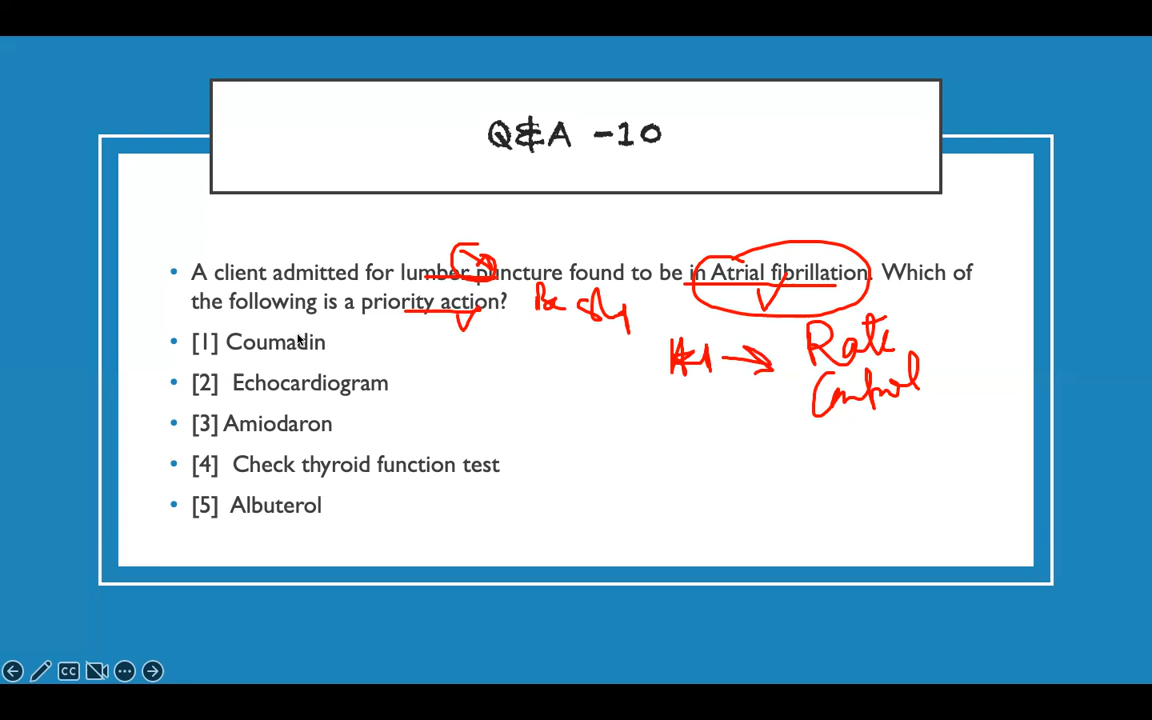 Q&A -10
• A client admitted for lumber puncture found to be in Atrial fibrillation. Which of
the following is a priority action?
• [1] Coumadin
• [2] Echocardiogram
• [3] Amiodaron
• [4] Check thyroid function test
• [5] Albuterol
Rate
Control
CC